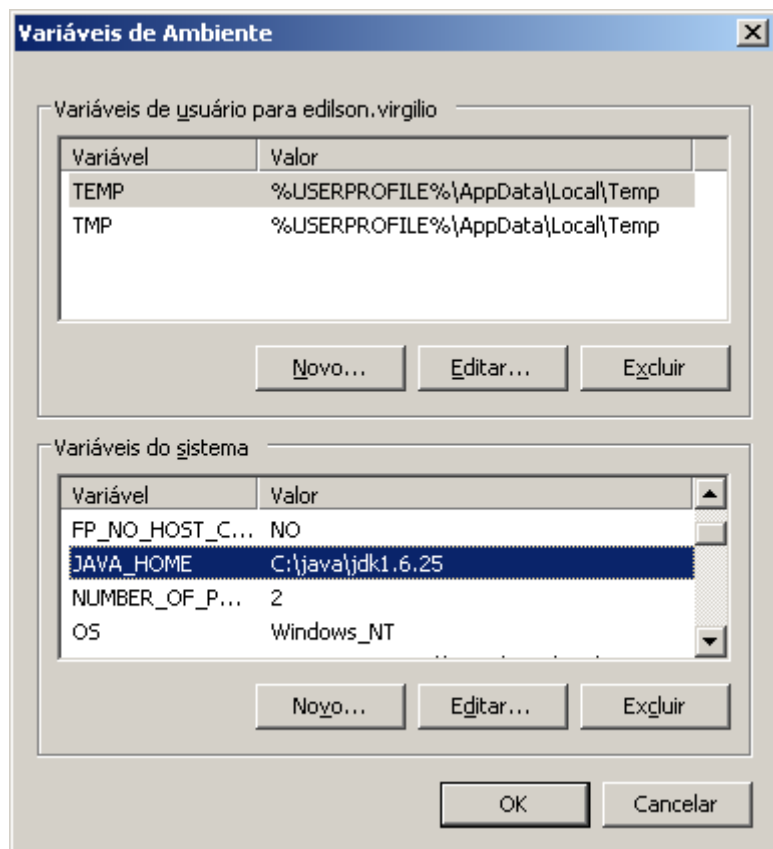 Variáveis de Ambiente
Variáveis de usuário para edilson.virgilio
Variável Valor
TEMP %USERPROFILE%\AppData\Local\Temp
TMP %USERPROFILE%\AppData\Local\Temp
Novo... Editar... Excluir
Variáveis do sistema
Variável Valor
FP_NO_HOST_C... NO
JAVA_HOME C:\java\jdk1.6.25
NUMBER_OF_P... 2
OS Windows_NT
Novo... Editar... Excluir
OK Cancelar